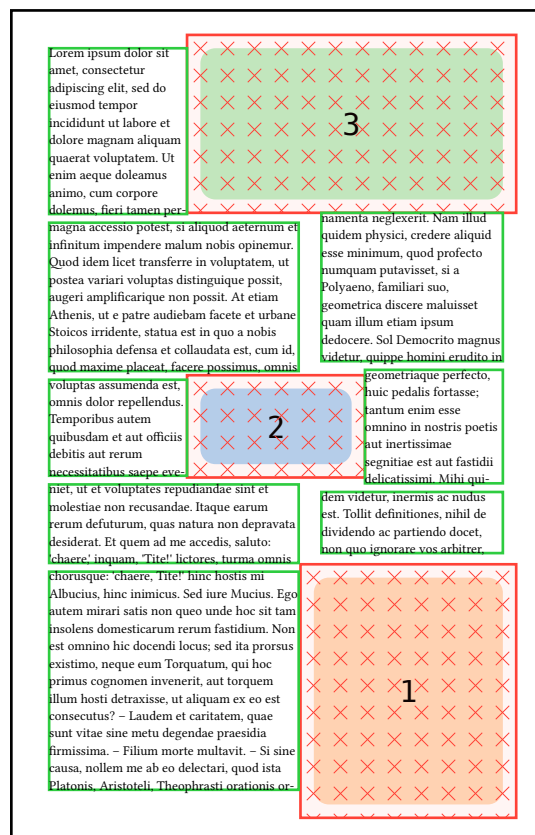 Lorem ipsum dolor sit
amet, consectetur
adipiscing elit, sed do
eiusmod tempor
incididunt ut labore et
dolore magnam aliquam
quaerat voluptatem. Ut
enim aeque doleamus
animo, cum corpore
dolemus, fieri tamen per-
magna accessio potest, si aliquod aeternum et
infinitum impendere malum nobis opinemur.
Quod idem licet transferre in voluptatem, ut
postea variari voluptas distinguique possit,
augeri amplificarique non possit. At etiam
Athenis, ut e patre audiebam facete et urbane
Stoicos irridente, statua est in quo a nobis
philosophia defensa et collaudata est, cum id,
quod maxime placeat, facere possimus, omnis
voluptas assumenda est,
omnis dolor repellendus.
Temporibus autem
quibusdam et aut officiis
debitis aut rerum
necessitatibus saepe eve-
niet, ut et voluptates repudiandae sint et
molestiae non recusandae. Itaque earum
rerum defuturum, quas natura non depravata
desiderat. Et quem ad me accedis, saluto:
'chaere,' inquam, 'Tite!' lictores, turma omnis
chorusque: 'chaere, Tite!' hinc hostis mi
Albucius, hinc inimicus. Sed iure Mucius. Ego
autem mirari satis non queo unde hoc sit tam
insolens domesticarum rerum fastidium. Non
est omnino hic docendi locus; sed ita prorsus
existimo, neque eum Torquatum, qui hoc
primus cognomen invenerit, aut torquem
illum hosti detraxisse, ut aliquam ex eo est
consecutus? – Laudem et caritatem, quae
sunt vitae sine metu degendae praesidia
firmissima. – Filium morte multavit. – Si sine
causa, nollem me ab eo delectari, quod ista
Platonis, Aristoteli, Theophrasti orationis or-
3
namenta neglexerit. Nam illud
quidem physici, credere aliquid
esse minimum, quod profecto
numquam putavisset, si a
Polyaeno, familiari suo,
geometrica discere maluisset
quam illum etiam ipsum
dedocere. Sol Democrito magnus
videtur, quippe homini erudito in
geometriaque perfecto,
huic pedalis fortasse;
tantum enim esse
omnino in nostris poetis
aut inertissimae
segnitiae est aut fastidii
delicatissimi. Mihi qui-
dem videtur, inermis ac nudus
est. Tollit definitiones, nihil de
dividendo ac partiendo docet,
non quo ignorare vos arbitrer,
2
1